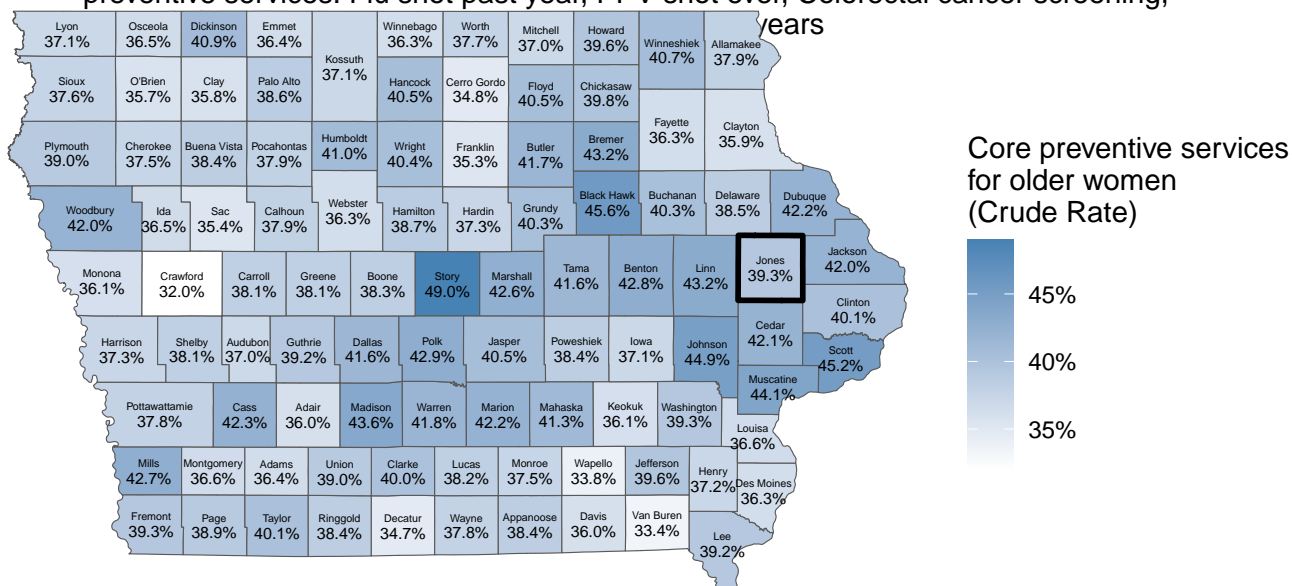 preventive services: Flu shot past year, PPV shot ever, Colorectal cancer screening,
years
Lyon Osceola Dickinson Emmet Winnebago Worth Mitchell Howard
37.1% 36.5% 40.9% 36.4% 36.3% 37.7% 37.0% 39.6%
Winneshiek Allamakee
40.7% 37.9%
Kossuth
37.1%
Sioux O'Brien Clay Palo Alto Hancock Cerro Gordo Floyd Chickasaw
37.6% 35.7% 35.8% 38.6% 40.5% 34.8% 40.5% 39.8%
Fayette Clayton
36.3% 35.9%
Plymouth Cherokee Buena Vista Pocahontas Humboldt Wright Franklin Butler Bremer
39.0% 37.5% 38.4% 37.9% 41.0% 40.4% 35.3% 41.7% 43.2%
Woodbury Ida Sac Calhoun Webster Hamilton Hardin Grundy Black Hawk Buchanan Delaware Dubuque
42.0% 36.5% 35.4% 37.9% 36.3% 38.7% 37.3% 40.3% 45.6% 40.3% 38.5% 42.2%
Monona Crawford Carroll Greene Boone Story Marshall Tama Benton Linn Jones Jackson
36.1% 32.0% 38.1% 38.1% 38.3% 49.0% 42.6% 41.6% 42.8% 43.2% 39.3% 42.0%
Clinton
40.1%
Harrison Shelby Audubon Guthrie Dallas Polk Jasper Poweshiek Iowa Johnson Cedar Scott
37.3% 38.1% 37.0% 39.2% 41.6% 42.9% 40.5% 38.4% 37.1% 44.9% 42.1% 45.2%
Muscatine
44.1%
Pottawattamie Cass Adair Madison Warren Marion Mahaska Keokuk Washington
37.8% 42.3% 36.0% 43.6% 41.8% 42.2% 41.3% 36.1% 39.3%
Louisa
36.6%
Mills Montgomery Adams Union Clarke Lucas Monroe Wapello Jefferson Henry Des Moines
42.7% 36.6% 36.4% 39.0% 40.0% 38.2% 37.5% 33.8% 39.6% 37.2% 36.3%
Fremont Page Taylor Ringgold Decatur Wayne Appanoose Davis Van Buren
39.3% 38.9% 40.1% 38.4% 34.7% 37.8% 38.4% 36.0% 33.4%
Lee
39.2%
Core preventive services
for older women
(Crude Rate)
45%
40%
35%